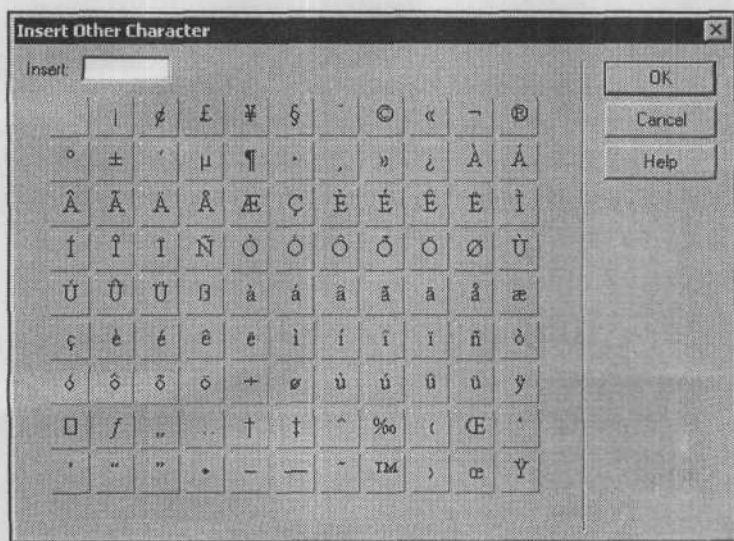 Insert Other Character
Insert: OK
¡ ¢ £ ¥ § ¨ © « ¬ ® Cancel
° ± ´ µ ¶ · ¸ » ¿ À Á Help
Â Ã Ä Å Æ Ç È É Ê Ë Ì
Í Î Ï Ñ Ò Ó Ô Õ Ö Ø Ù
Ú Û Ü ß à á â ã ä å æ
ç è é ê ë ì í î ï ñ ò
ó ô õ ö ÷ ø ù ú û ü ÿ
□ ƒ „ … † ‡ ˆ ‰ ‹ Œ ‘
’ “ ” • – — ˜ ™ › œ Ÿ